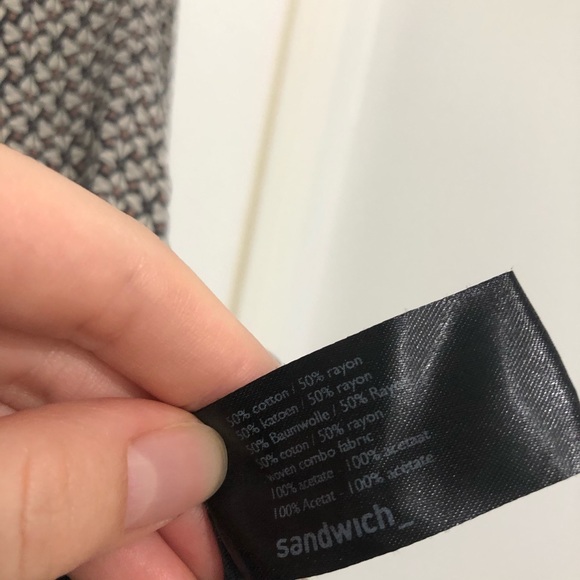 50% cotton / 50% rayon
50% katoen / 50% rayon
50% Baumwolle / 50% Rayon
50% coton / 50% rayon
woven combo fabric
100% acetate - 100% acetaat
100% Acetat - 100% acétate
sandwich_